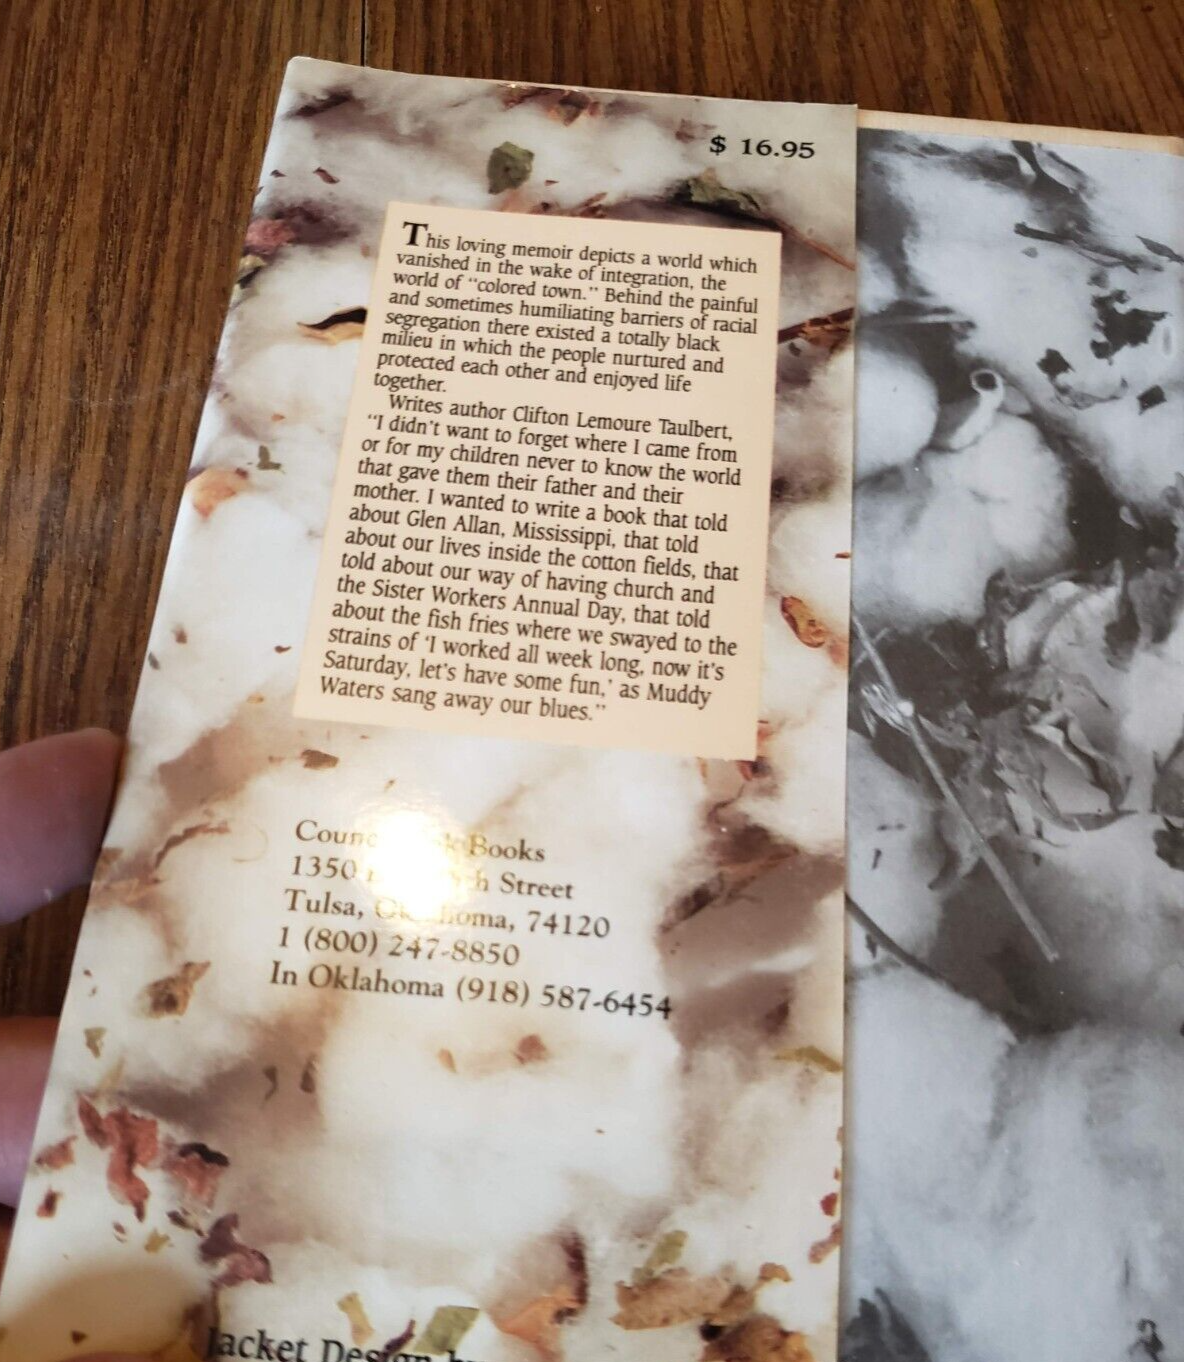 $ 16.95
This loving memoir depicts a world which
vanished in the wake of integration, the
world of "colored town." Behind the painful
and sometimes humiliating barriers of racial
segregation there existed a totally black
milieu in which the people nurtured and
protected each other and enjoyed life
together.
Writes author Clifton Lemoure Taulbert,
"I didn't want to forget where I came from
or for my children never to know the world
that gave them their father and their
mother. I wanted to write a book that told
about Glen Allan, Mississippi, that told
about our lives inside the cotton fields, that
told about our way of having church and
the Sister Workers Annual Day, that told
about the fish fries where we swayed to the
strains of 'I worked all week long, now it's
Saturday, let's have some fun,' as Muddy
Waters sang away our blues."
Books
1350 Street
Tulsa, Oklahoma, 74120
1 (800) 247-8850
In Oklahoma (918) 587-6454
Jacket Design